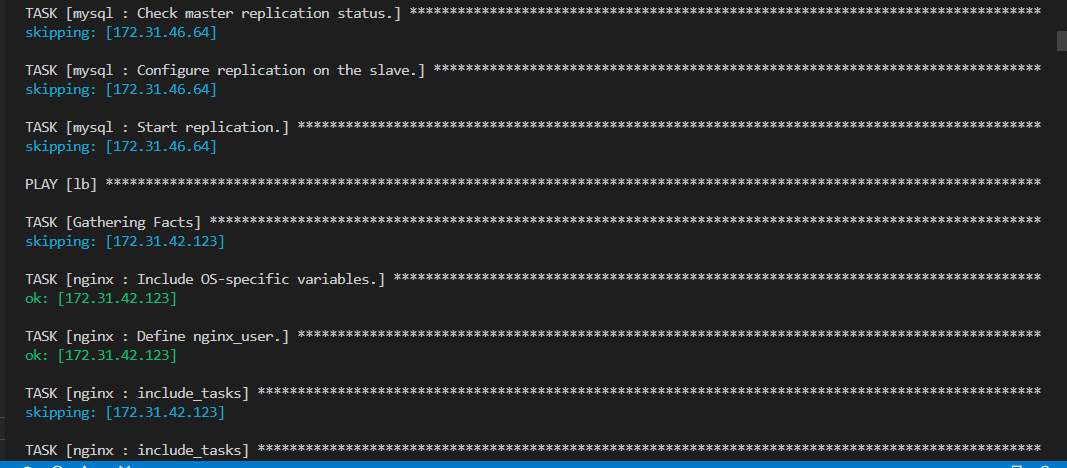 TASK [mysql : Check master replication status.] *******************************************************************************
skipping: [172.31.46.64]
TASK [mysql : Configure replication on the slave.] ****************************************************************************
skipping: [172.31.46.64]
TASK [mysql : Start replication.] *********************************************************************************************
skipping: [172.31.46.64]
PLAY [lb] *********************************************************************************************************************
TASK [Gathering Facts] ********************************************************************************************************
skipping: [172.31.42.123]
TASK [nginx : Include OS-specific variables.] *********************************************************************************
ok: [172.31.42.123]
TASK [nginx : Define nginx_user.] *********************************************************************************************
ok: [172.31.42.123]
TASK [nginx : include_tasks] **************************************************************************************************
skipping: [172.31.42.123]
TASK [nginx : include_tasks] **************************************************************************************************